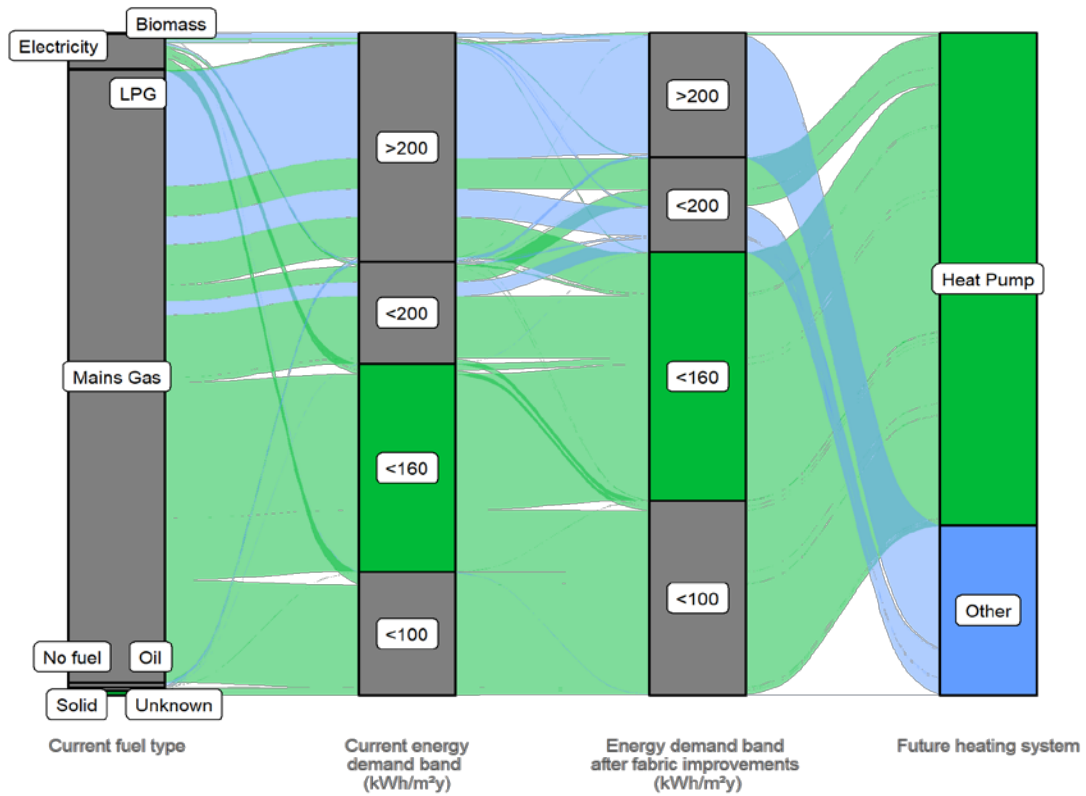 Biomass
Electricity
LPG
Mains Gas
No fuel
Oil
Solid
Unknown
>200
<200
<160
<100
>200
<200
<160
<100
Heat Pump
Other
Current fuel type
Current energy
demand band
(kWh/m²y)
Energy demand band
after fabric improvements
(kWh/m²y)
Future heating system